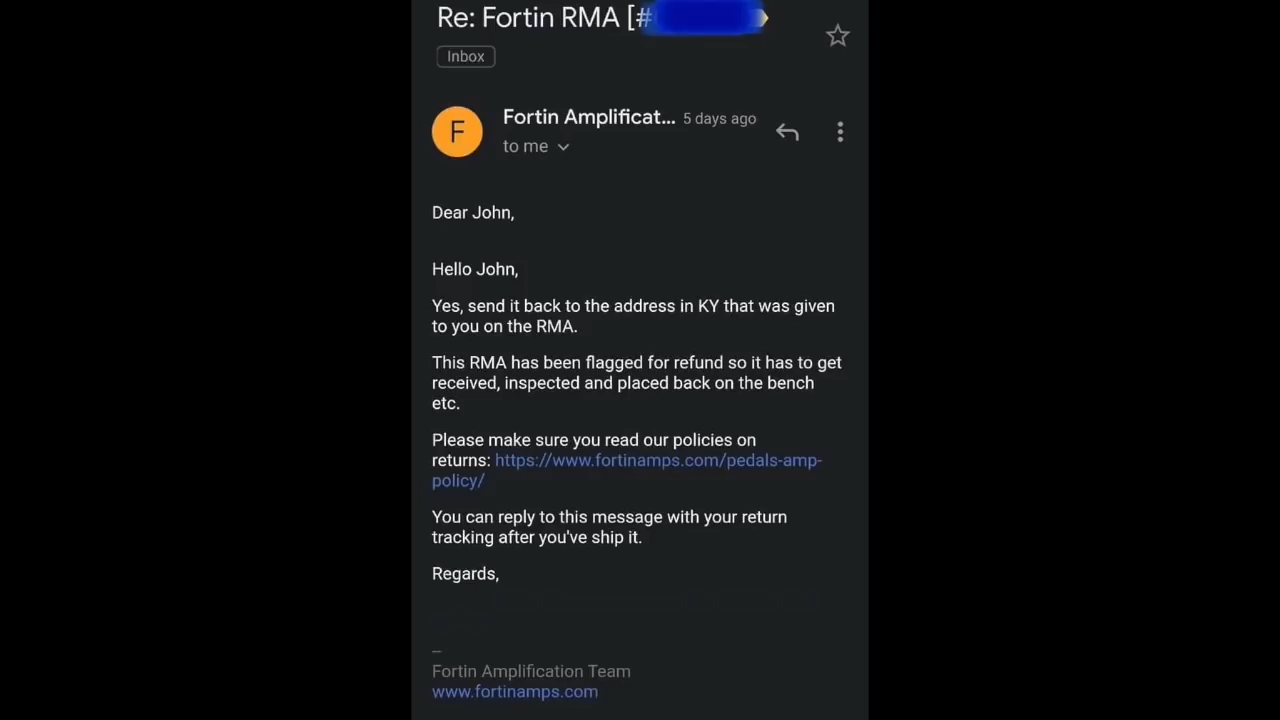 Re: Fortin RMA [#
Inbox
F
Fortin Amplificat... 5 days ago
to me
Dear John,
Hello John,
Yes, send it back to the address in KY that was given
to you on the RMA.
This RMA has been flagged for refund so it has to get
received, inspected and placed back on the bench
etc.
Please make sure you read our policies on
returns: https://www.fortinamps.com/pedals-amp-
policy/
You can reply to this message with your return
tracking after you've ship it.
Regards,
--
Fortin Amplification Team
www.fortinamps.com